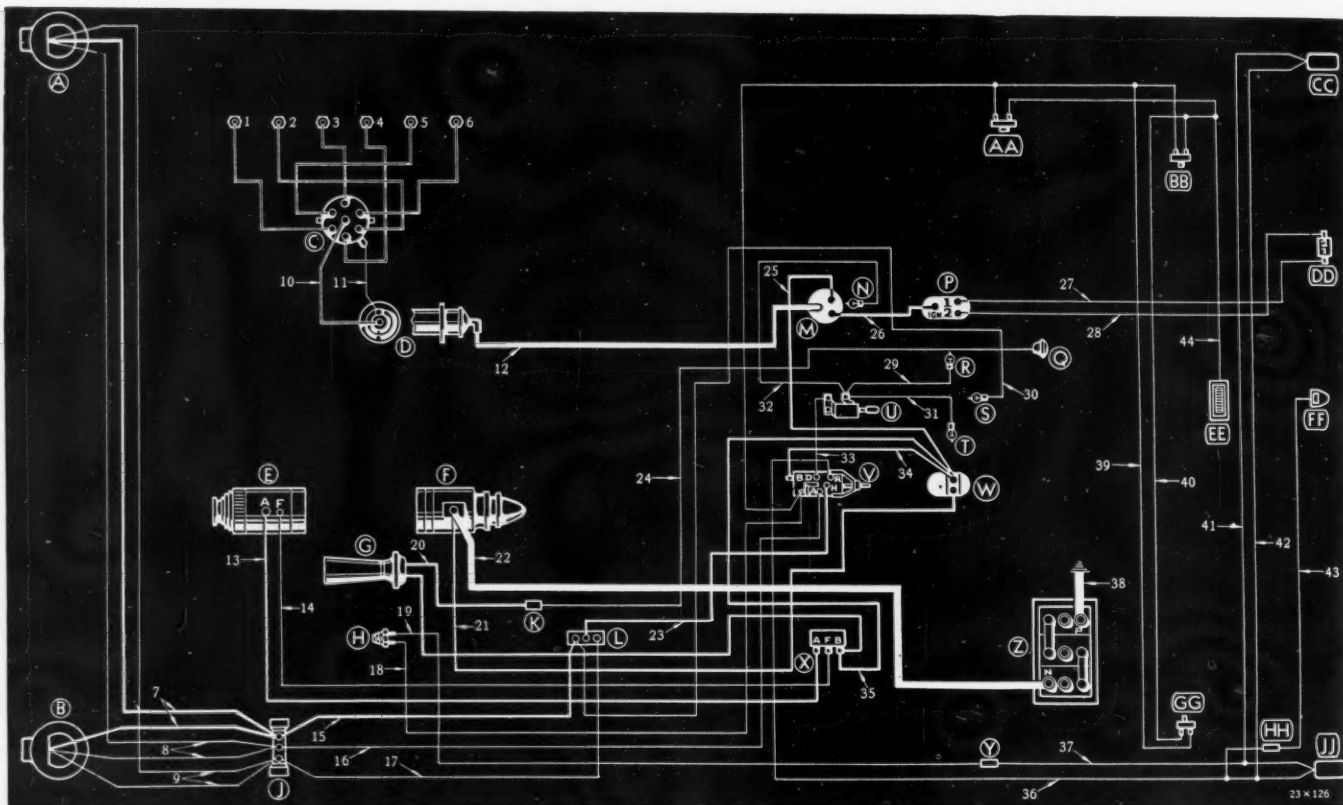 A
CC
1 2 3 4 5 6
AA
BB
C
10
11
D
12
25
N
M
P
1
2
IGN
26
27
28
DD
44
Q
R
29
30
32
U
31
S
T
EE
FF
24
33
34
B D
R
H
A
V
W
39
40
41
42
43
E
A F
F
13
14
G
20
22
21
K
23
H
19
18
L
A F B
X
35
38
P
Z
N
GG
B
7
8
9
J
15
16
17
Y
37
36
HH
JJ
23 x 126